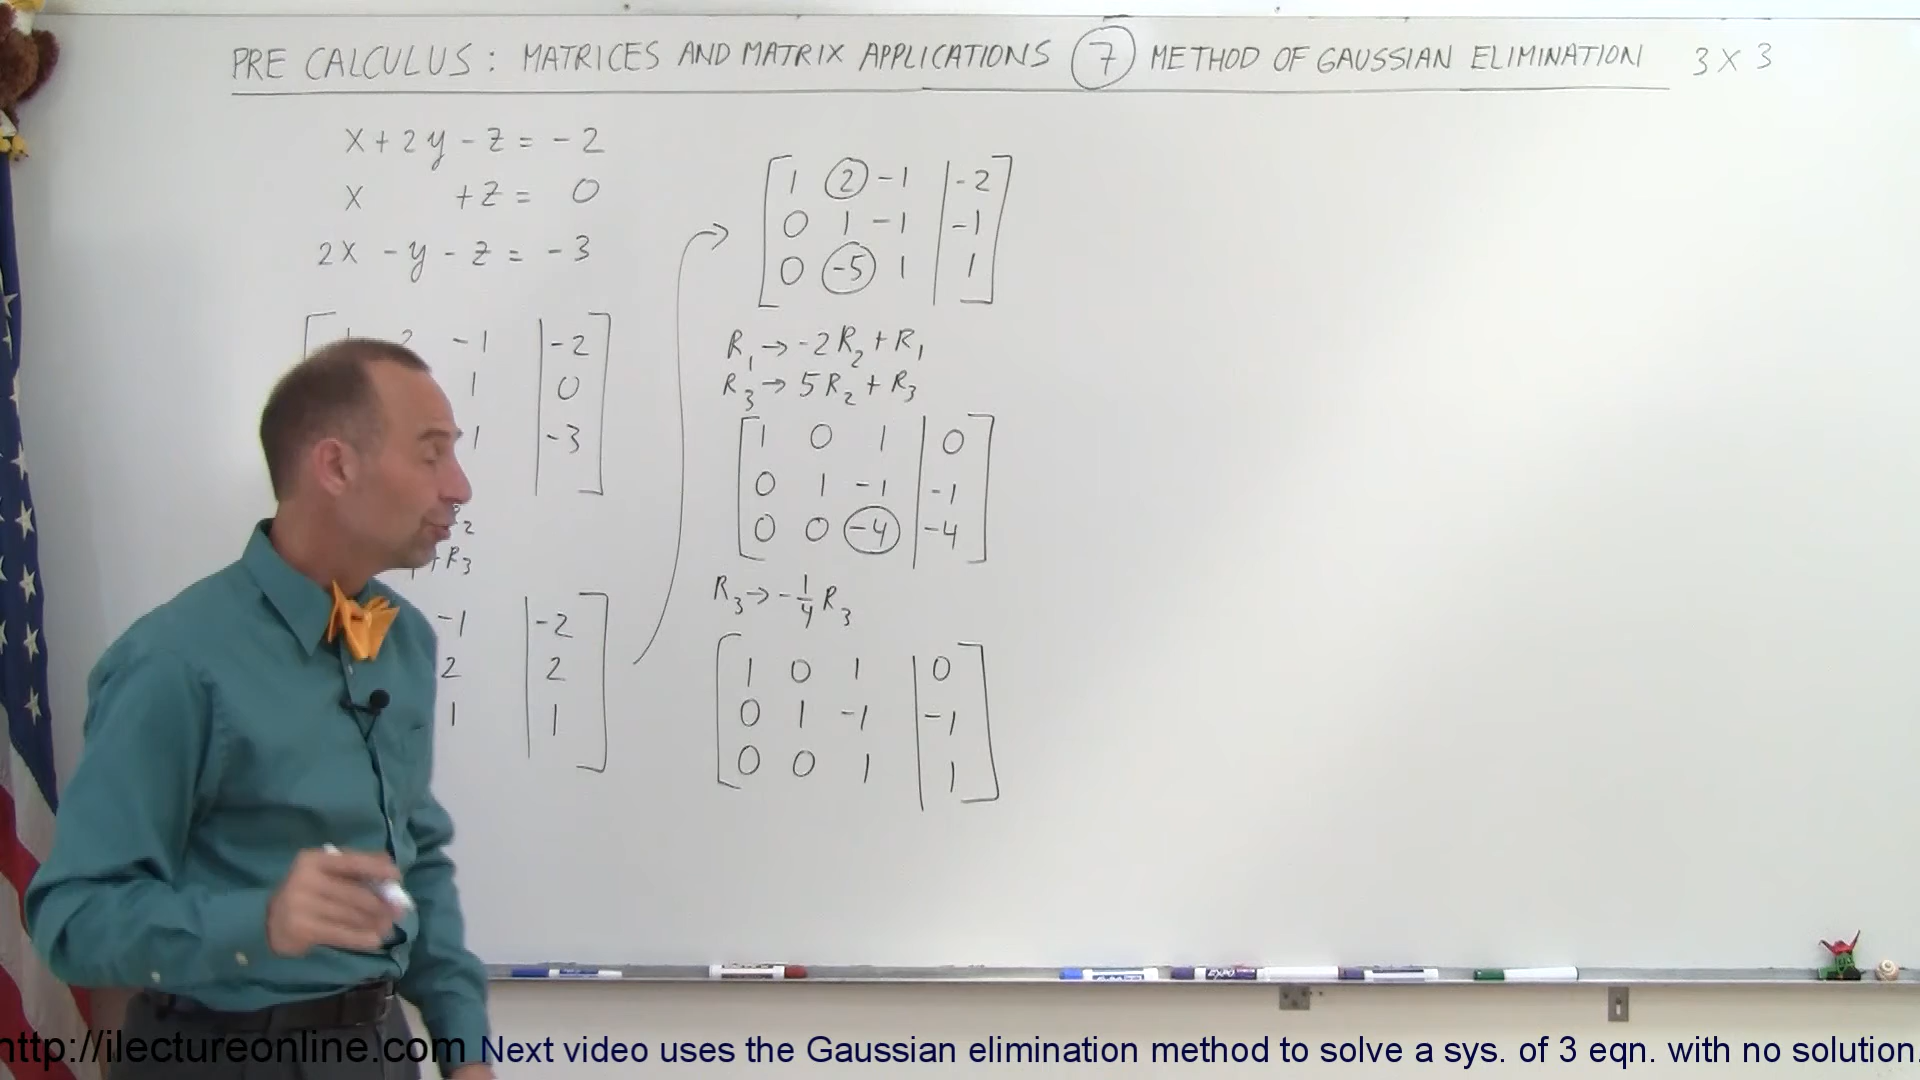 PRE CALCULUS: MATRICES AND MATRIX APPLICATIONS 7 METHOD OF GAUSSIAN ELIMINATION 3 X 3
X + 2y - z = -2
X + z = 0
2X - y - z = -3
2 -1 | -2
1 | 0
1 | -3
2
+ R3
-1 | -2
2 | 2
1 | 1
1 2 -1 | -2
0 1 -1 | -1
0 -5 1 | 1
R1 → -2R2 + R1
R3 → 5R2 + R3
1 0 1 | 0
0 1 -1 | -1
0 0 -4 | -4
R3 → -1/4 R3
1 0 1 | 0
0 1 -1 | -1
0 0 1 | 1
EXPO
http://ilectureonline.com Next video uses the Gaussian elimination method to solve a sys. of 3 eqn. with no solution.